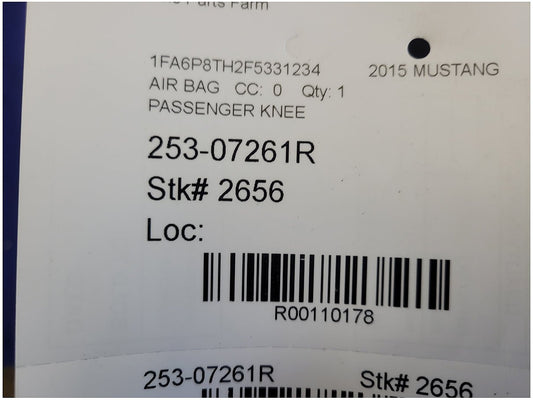 Parts Farm
1FA6P8TH2F5331234 2015 MUSTANG
AIR BAG CC: 0 Qty: 1
PASSENGER KNEE
253-07261R
Stk# 2656
Loc:
R00110178
253-07261R Stk# 2656